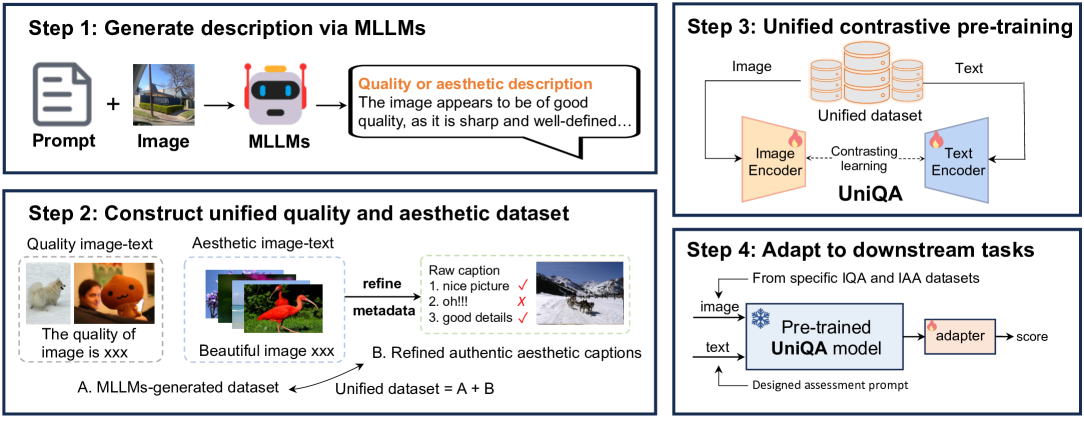 Step 1: Generate description via MLLMs
Prompt
+
Image
MLLMs
Quality or aesthetic description
The image appears to be of good
quality, as it is sharp and well-defined…
Step 2: Construct unified quality and aesthetic dataset
Quality image-text
The quality of
image is xxx
Aesthetic image-text
Beautiful image xxx
refine
metadata
Raw caption
1. nice picture ✓
2. oh!!! ✗
3. good details ✓
B. Refined authentic aesthetic captions
A. MLLMs-generated dataset
Unified dataset = A + B
Step 3: Unified contrastive pre-training
Image
Text
Unified dataset
Image
Encoder
Contrasting
learning
Text
Encoder
UniQA
Step 4: Adapt to downstream tasks
From specific IQA and IAA datasets
image
text
Pre-trained
UniQA model
adapter
score
Designed assessment prompt